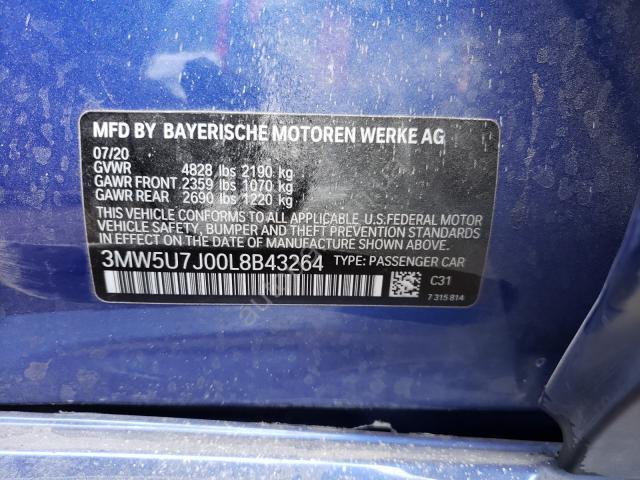 MFD BY BAYERISCHE MOTOREN WERKE AG
07/20
GVWR 4828 lbs 2190 kg
GAWR FRONT 2359 lbs 1070 kg
GAWR REAR 2690 lbs 1220 kg
THIS VEHICLE CONFORMS TO ALL APPLICABLE U.S.FEDERAL MOTOR
VEHICLE SAFETY, BUMPER, AND THEFT PREVENTION STANDARDS
IN EFFECT ON THE DATE OF MANUFACTURE SHOWN ABOVE.
3MW5U7J00L8B43264 TYPE: PASSENGER CAR
C31
7 315 814